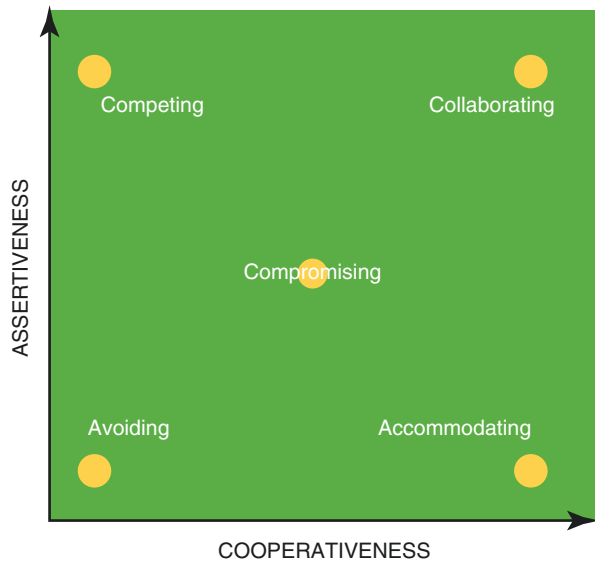 Competing
Collaborating
ASSERTIVENESS
Compromising
Avoiding
Accommodating
COOPERATIVENESS